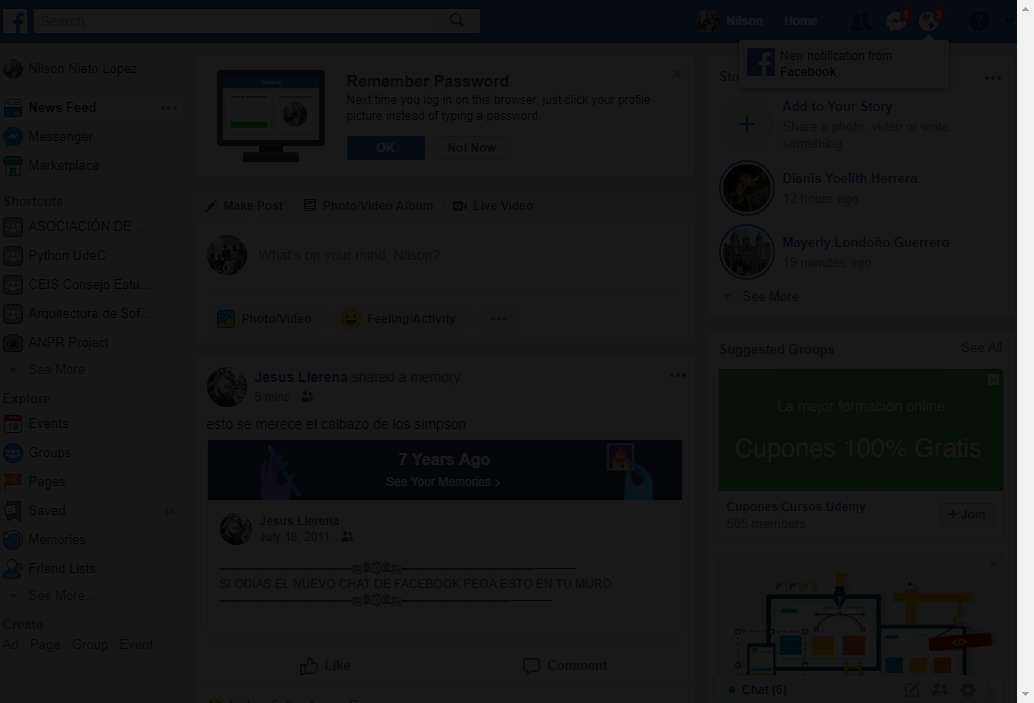 Search
Nilson
Home
New notification from
Facebook
Nilson Nieto Lopez
News Feed
Messenger
Marketplace
Shortcuts
ASOCIACIÓN DE ...
Python UdeC
CEIS Consejo Estu...
Arquitectura de Sof...
ANPR Project
See More...
Explore
Events
Groups
Pages
Saved 14
Memories
Friend Lists
See More...
Create
Ad Page Group Event
Remember Password
Next time you log in on this browser, just click your profile
picture instead of typing a password.
OK
Not Now
Make Post
Photo/Video Album
Live Video
What's on your mind, Nilson?
Photo/Video
Feeling/Activity
Jesus Llerena shared a memory
6 mins ·
esto se merece el calbazo de los simpson
7 Years Ago
See Your Memories ›
Jesus Llerena
July 18, 2011 ·
SI ODIAS EL NUEVO CHAT DE FACEBOOK PEGA ESTO EN TU MURO
Like
Comment
Add to Your Story
Share a photo, video or write
something
Dianis Yoelith Herrera
12 hours ago
Mayerly Londoño Guerrero
19 minutes ago
See More
Suggested Groups
See All
La mejor formación online
Cupones 100% Gratis
Cupones Cursos Udemy
565 members
+ Join
Chat (6)